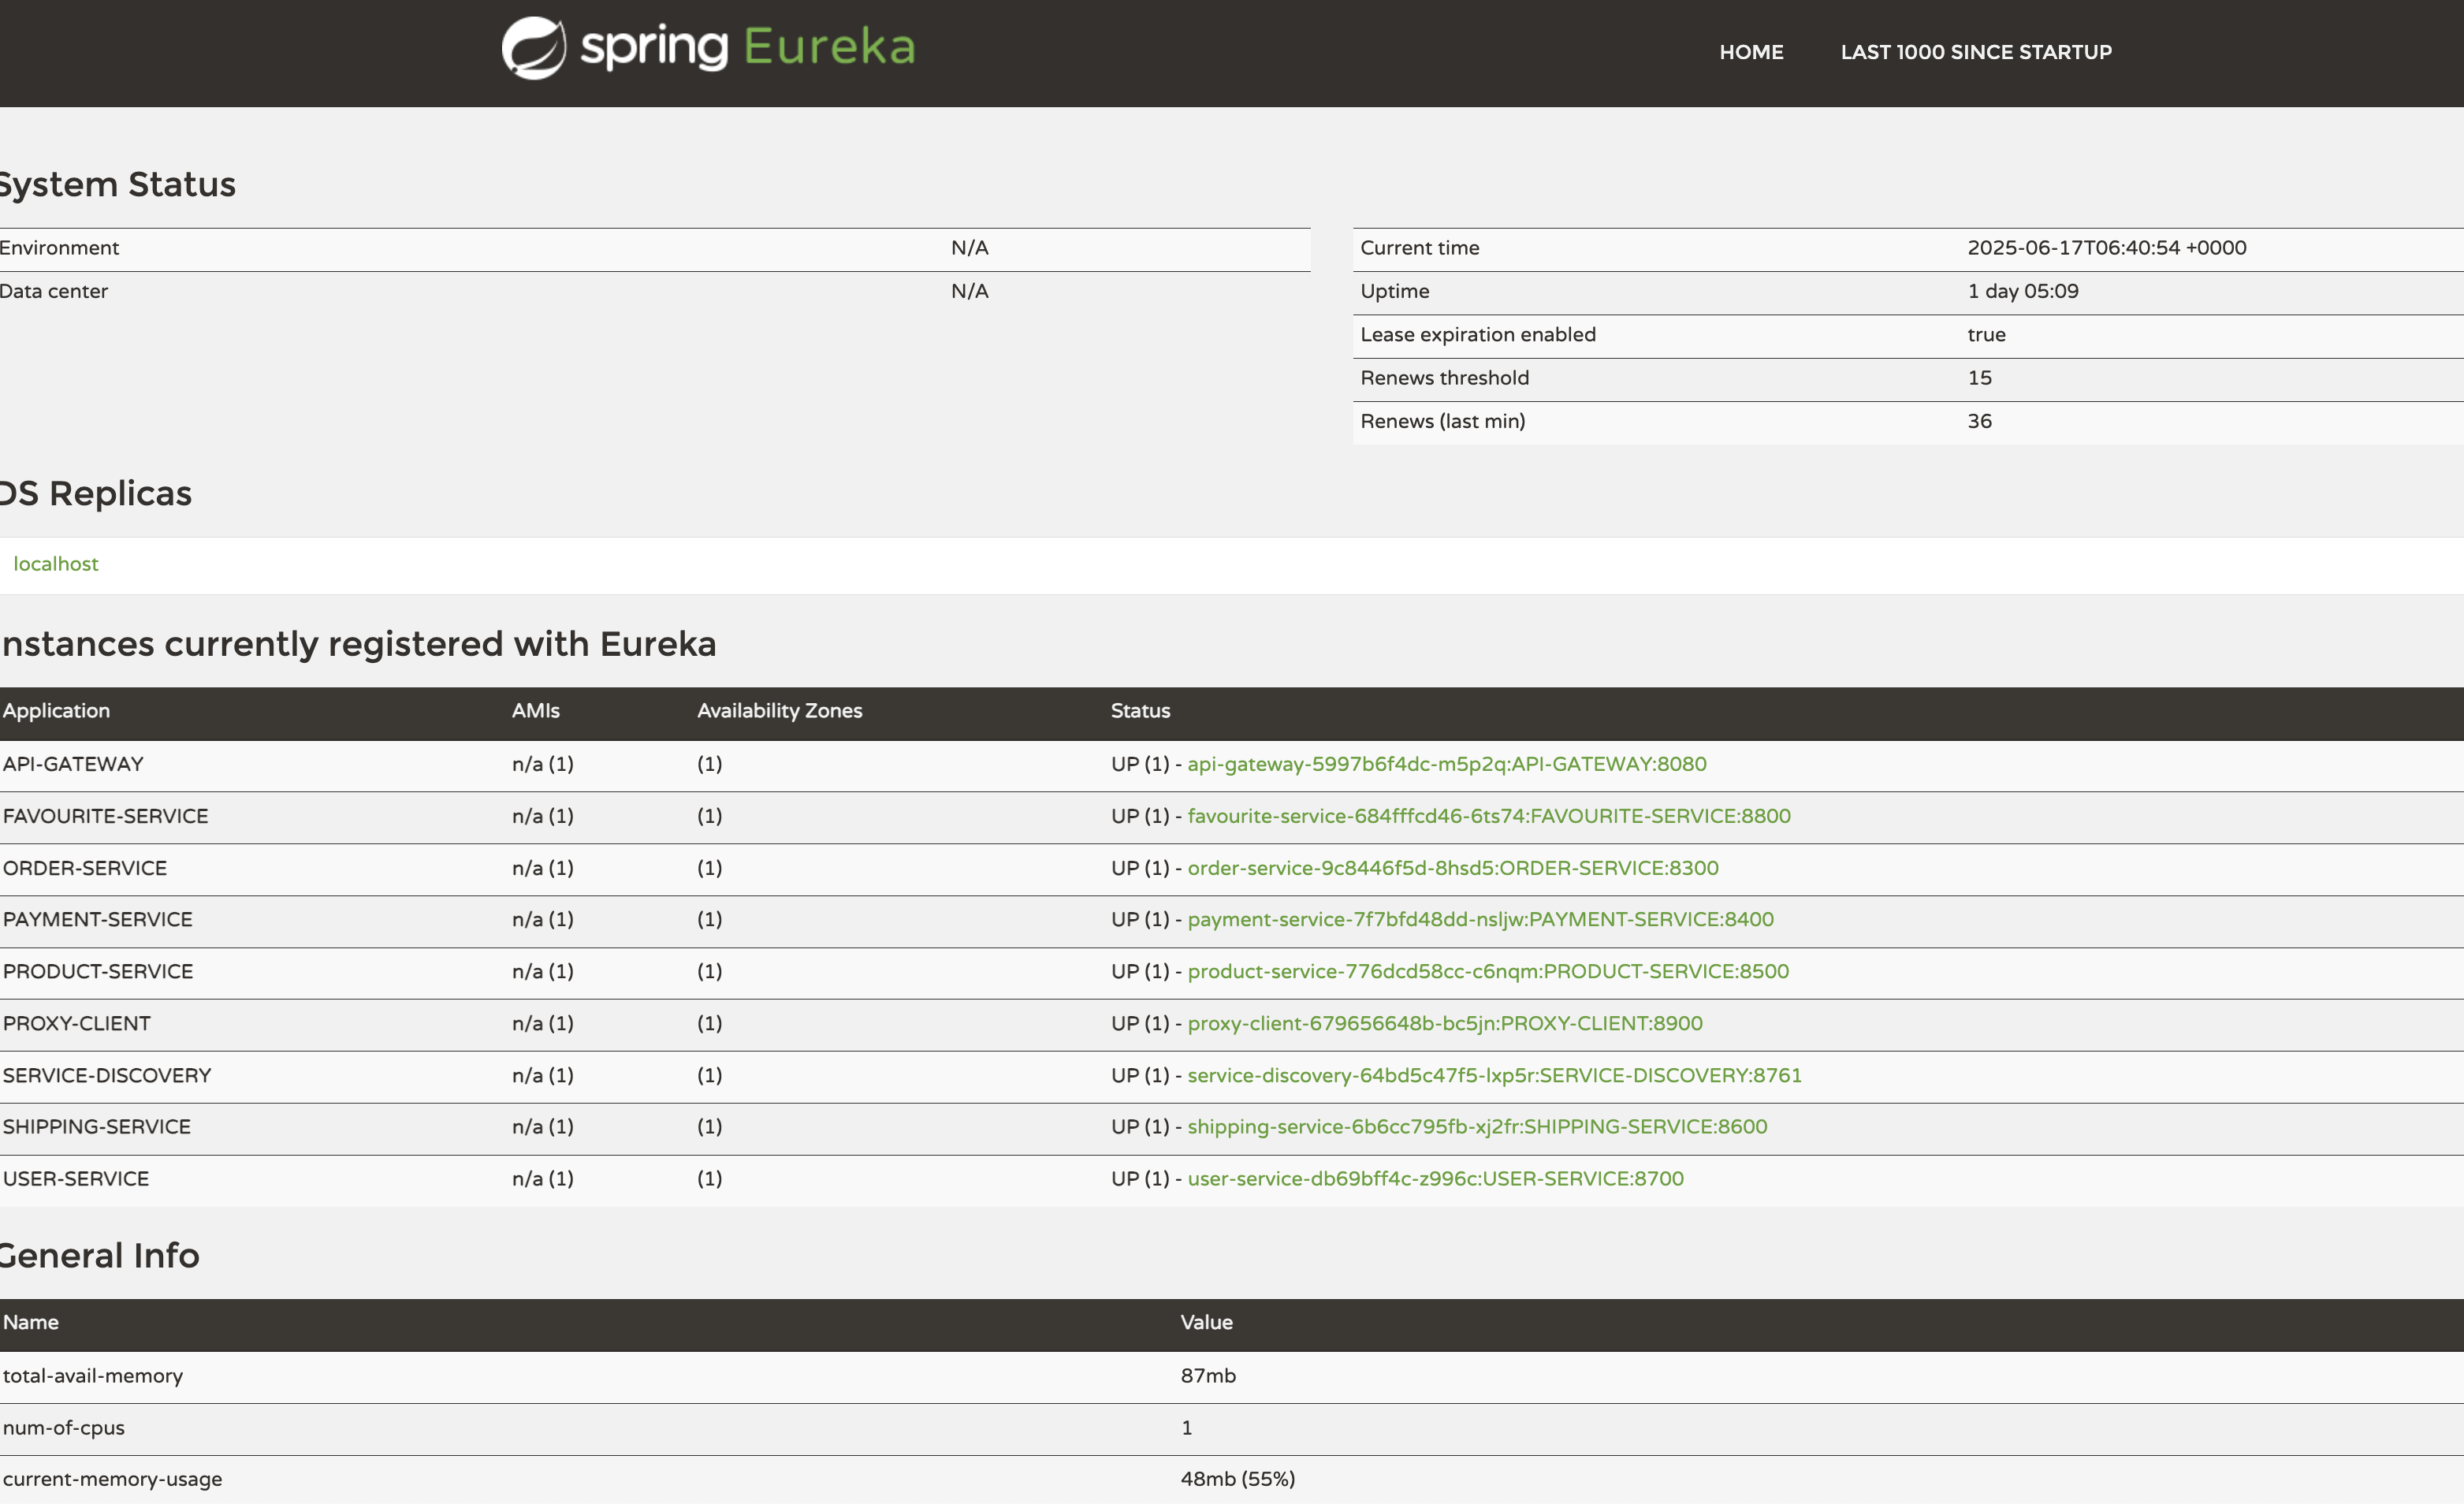 spring Eureka
HOME LAST 1000 SINCE STARTUP
System Status
Environment N/A
Data center N/A
Current time 2025-06-17T06:40:54 +0000
Uptime 1 day 05:09
Lease expiration enabled true
Renews threshold 15
Renews (last min) 36
DS Replicas
localhost
nstances currently registered with Eureka
Application AMIs Availability Zones Status
API-GATEWAY n/a (1) (1) UP (1) - api-gateway-5997b6f4dc-m5p2q:API-GATEWAY:8080
FAVOURITE-SERVICE n/a (1) (1) UP (1) - favourite-service-684fffcd46-6ts74:FAVOURITE-SERVICE:8800
ORDER-SERVICE n/a (1) (1) UP (1) - order-service-9c8446f5d-8hsd5:ORDER-SERVICE:8300
PAYMENT-SERVICE n/a (1) (1) UP (1) - payment-service-7f7bfd48dd-nsljw:PAYMENT-SERVICE:8400
PRODUCT-SERVICE n/a (1) (1) UP (1) - product-service-776dcd58cc-c6nqm:PRODUCT-SERVICE:8500
PROXY-CLIENT n/a (1) (1) UP (1) - proxy-client-679656648b-bc5jn:PROXY-CLIENT:8900
SERVICE-DISCOVERY n/a (1) (1) UP (1) - service-discovery-64bd5c47f5-lxp5r:SERVICE-DISCOVERY:8761
SHIPPING-SERVICE n/a (1) (1) UP (1) - shipping-service-6b6cc795fb-xj2fr:SHIPPING-SERVICE:8600
USER-SERVICE n/a (1) (1) UP (1) - user-service-db69bff4c-z996c:USER-SERVICE:8700
General Info
Name Value
total-avail-memory 87mb
num-of-cpus 1
current-memory-usage 48mb (55%)